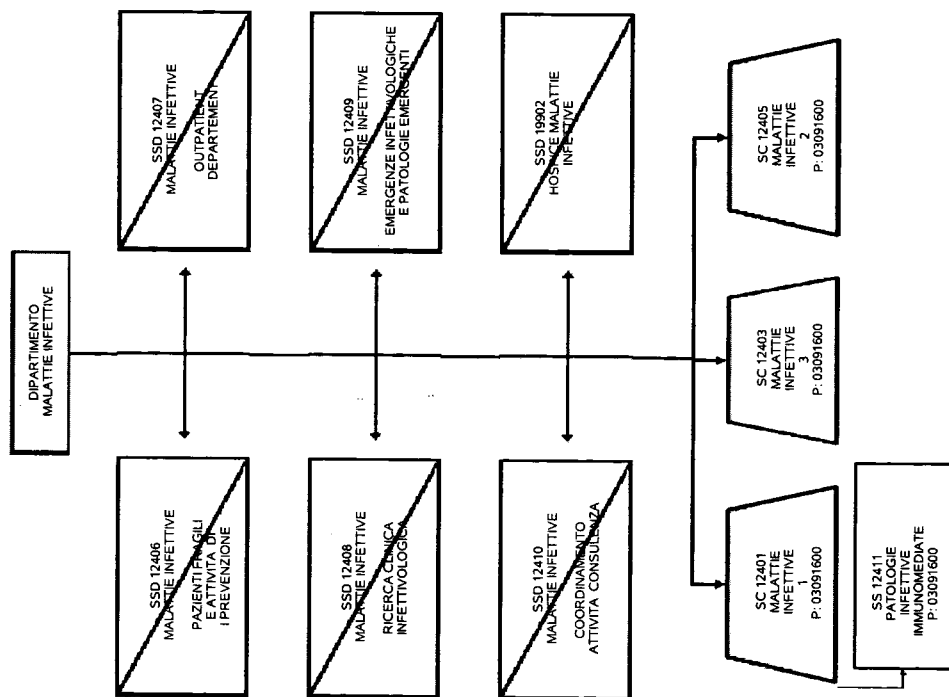 DIPARTIMENTO
MALATTIE INFETTIVE
SSD 12406
MALATTIE INFETTIVE
PAZIENTI FRAGILI
E ATTIVITA DI
I PREVENZIONE
SSD 12407
MALATTIE INFETTIVE
OUTPATIENT
DEPARTEMENT
SSD 12408
MALATTIE INFETTIVE
RICERCA CLINICA
INFETTIVOLOGICA
SSD 12409
MALATTIE INFETTIVE
EMERGENZE INFETTIVOLOGICHE
E PATOLOGIE EMERGENTI
SSD 12410
MALATTIE INFETTIVE
COORDINAMENTO
ATTIVITA CONSULENZA
SSD 19902
HOSPICE MALATTIE
INFETTIVE
SC 12401
MALATTIE
INFETTIVE
1
P: 03091600
SC 12403
MALATTIE
INFETTIVE
3
P: 03091600
SC 12405
MALATTIE
INFETTIVE
2
P: 03091600
SS 12411
PATOLOGIE
INFETTIVE
IMMUNOMEDIATE
P: 03091600